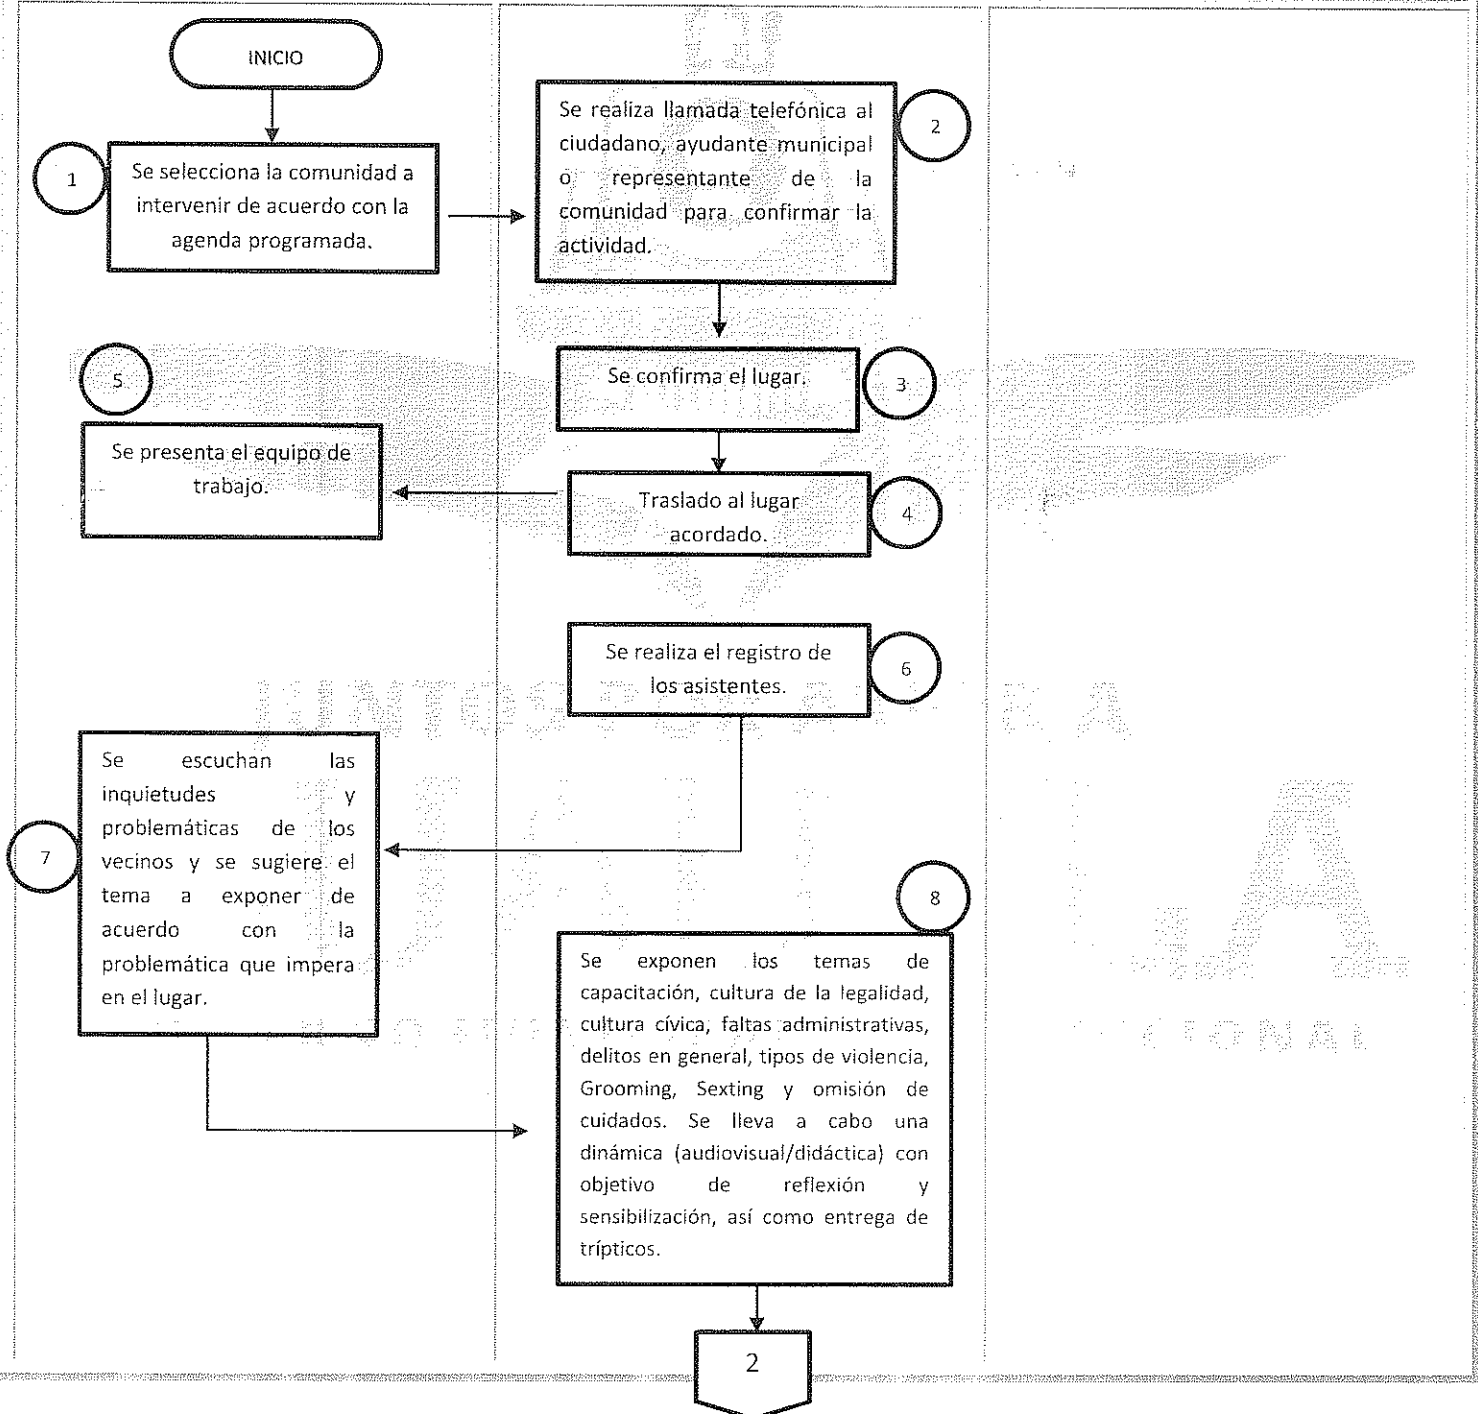 INICIO
1
Se selecciona la comunidad a
intervenir de acuerdo con la
agenda programada.
2
Se realiza llamada telefónica al
ciudadano, ayudante municipal
o representante de la
comunidad para confirmar la
actividad.
3
Se confirma el lugar.
4
Traslado al lugar
acordado.
5
Se presenta el equipo de
trabajo.
6
Se realiza el registro de
los asistentes.
JUNTOS POR
7
Se escuchan las
inquietudes y
problemáticas de los
vecinos y se sugiere el
tema a exponer de
acuerdo con la
problemática que impera
en el lugar.
8
Se exponen los temas de
capacitación, cultura de la legalidad,
cultura cívica, faltas administrativas,
delitos en general, tipos de violencia,
Grooming, Sexting y omisión de
cuidados. Se lleva a cabo una
dinámica (audiovisual/didáctica) con
objetivo de reflexión y
sensibilización, así como entrega de
trípticos.
2